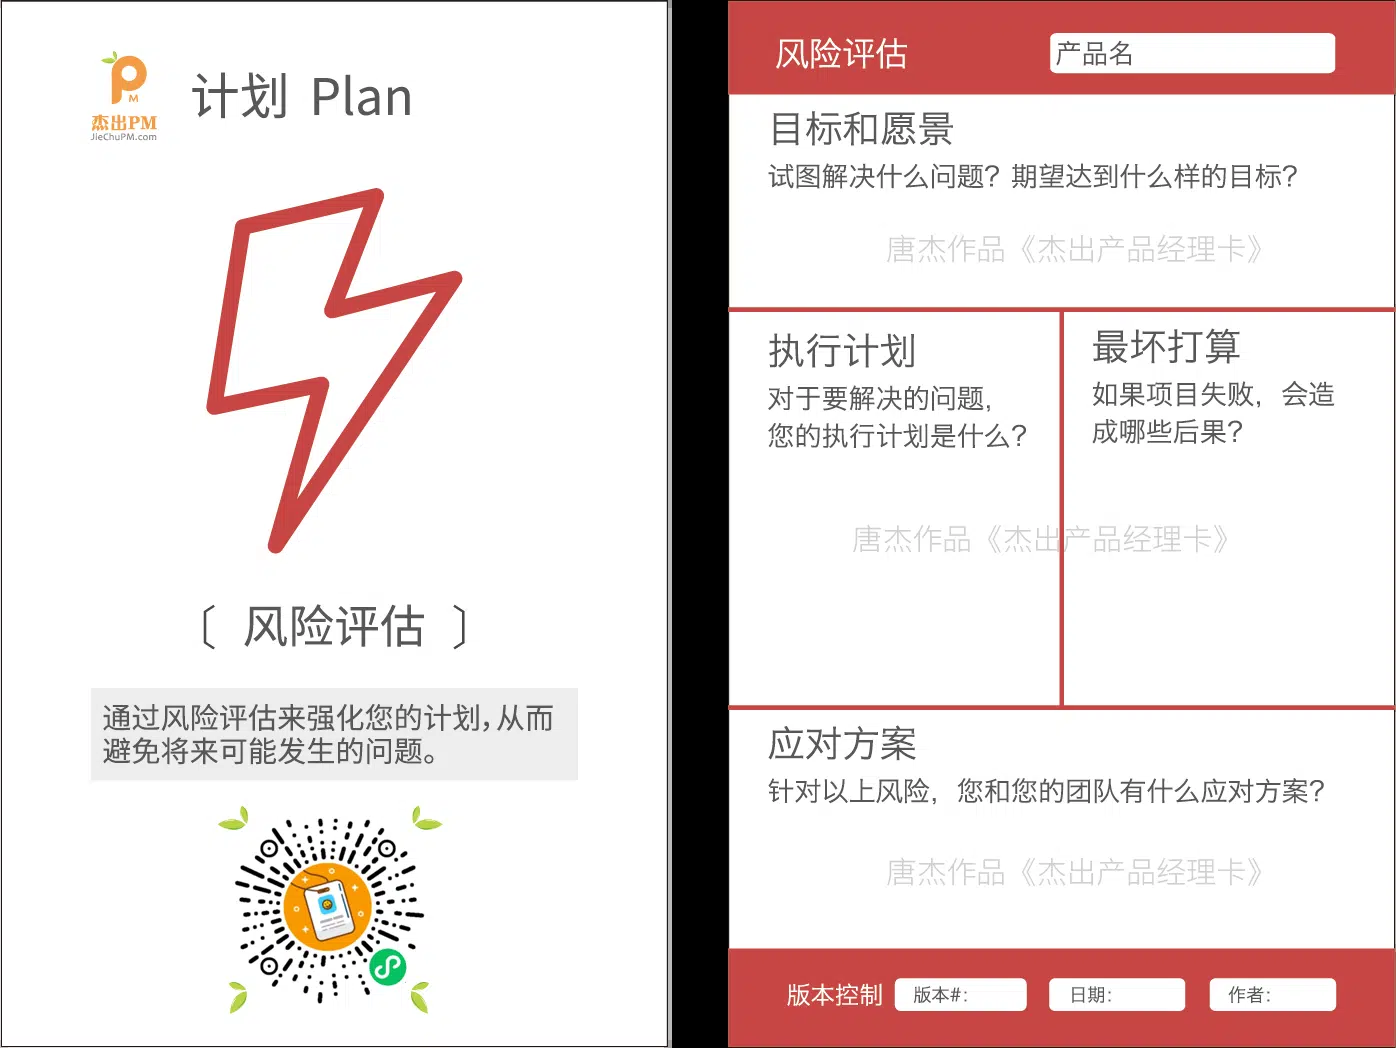 P
M
杰出PM
JieChuPM.com
计划 Plan
〔 风险评估 〕
通过风险评估来强化您的计划，从而
避免将来可能发生的问题。
风险评估
产品名
目标和愿景
试图解决什么问题？期望达到什么样的目标？
唐杰作品《杰出产品经理卡》
执行计划
对于要解决的问题，
您的执行计划是什么？
最坏打算
如果项目失败，会造
成哪些后果？
唐杰作品《杰出产品经理卡》
应对方案
针对以上风险，您和您的团队有什么应对方案？
唐杰作品《杰出产品经理卡》
版本控制
版本#：
日期：
作者：